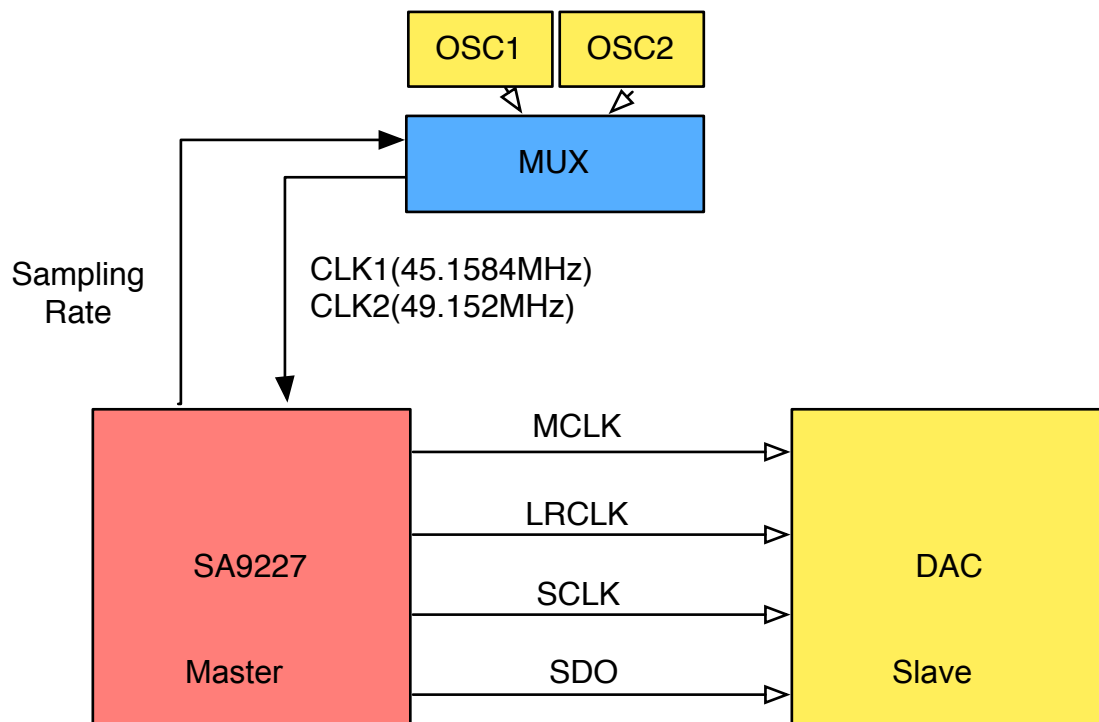 OSC1
OSC2
MUX
Sampling
Rate
CLK1(45.1584MHz)
CLK2(49.152MHz)
MCLK
LRCLK
SA9227
DAC
SCLK
Master
SDO
Slave